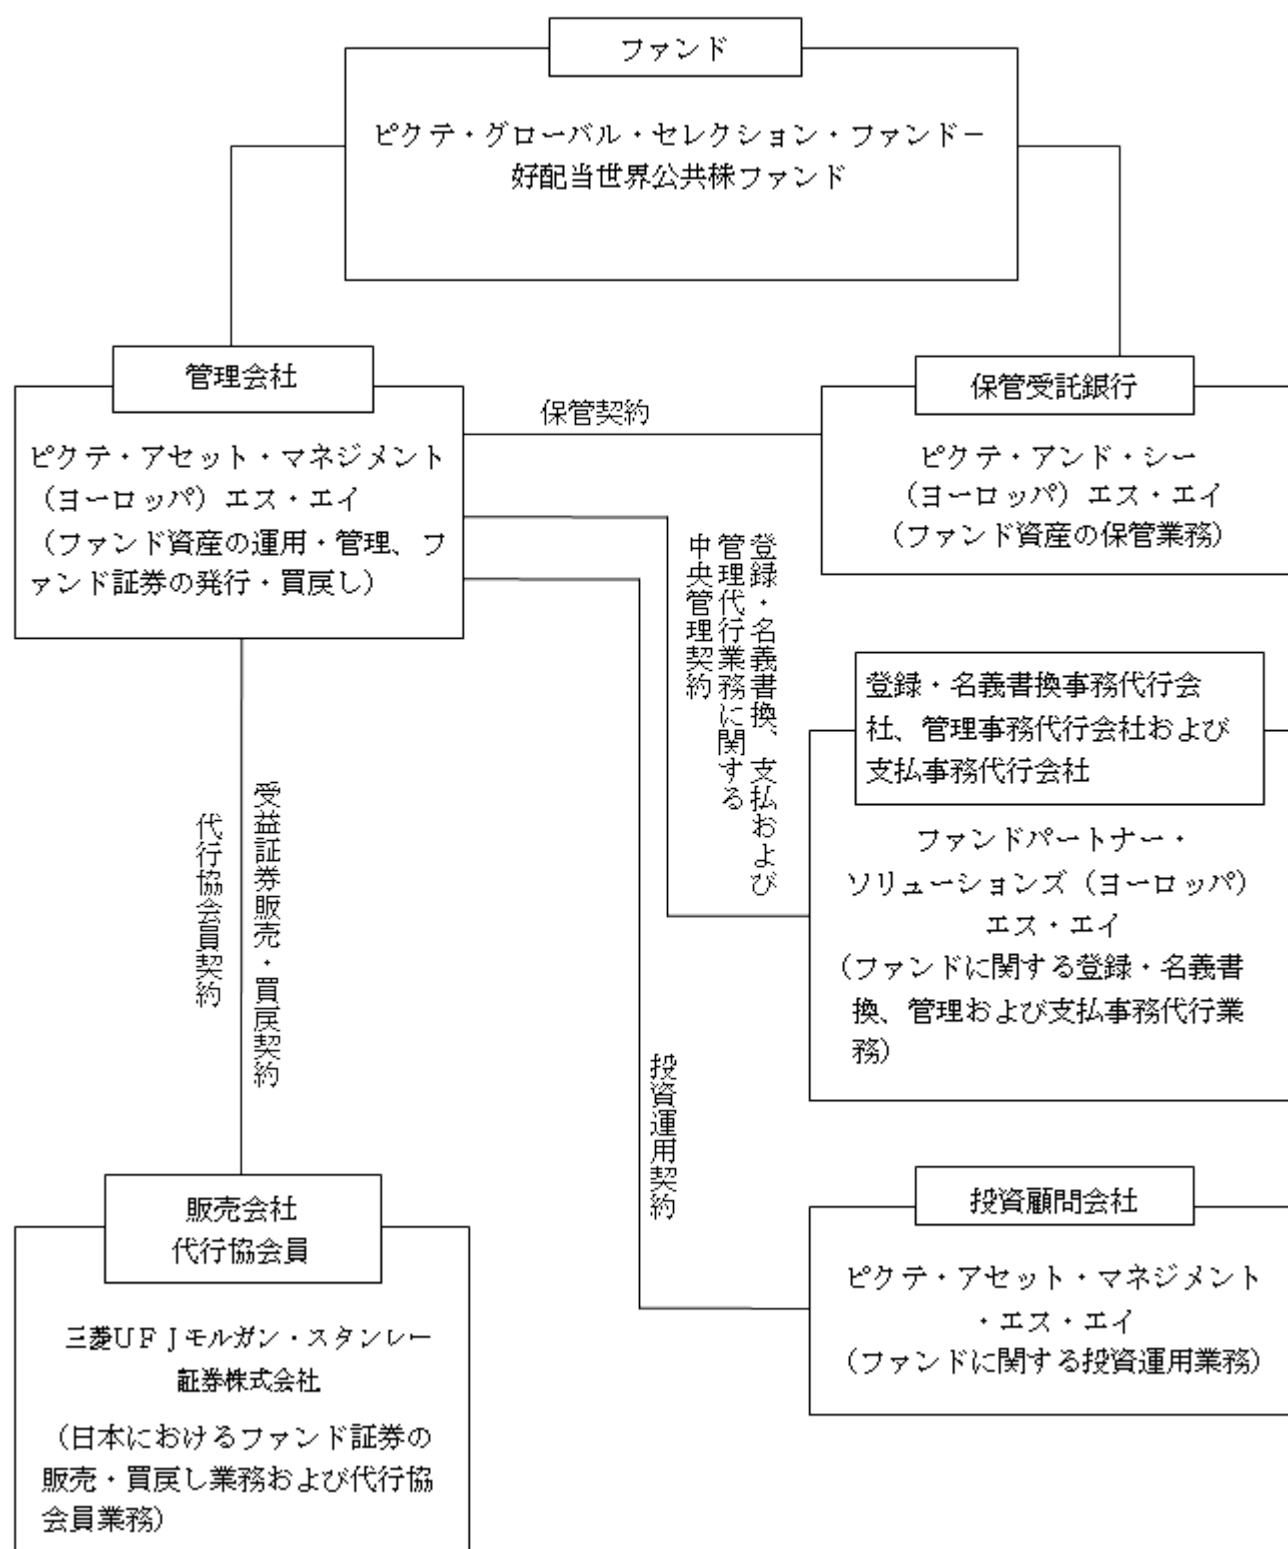 ファンド
ピクテ・グローバル・セレクション・ファンド－
好配当世界公共株ファンド
管理会社
ピクテ・アセット・マネジメント
（ヨーロッパ）エス・エイ
（ファンド資産の運用・管理、フ
ァンド証券の発行・買戻し）
保管契約
保管受託銀行
ピクテ・アンド・シー
（ヨーロッパ）エス・エイ
（ファンド資産の保管業務）
登録・名義書換、支払および
管理代行業務に関する
中央管理契約
登録・名義書換事務代行会
社、管理事務代行会社および
支払事務代行会社
ファンドパートナー・
ソリューションズ（ヨーロッパ）
エス・エイ
（ファンドに関する登録・名義書
換、管理および支払事務代行業
務）
受益証券販売・買戻契約
代行協会員契約
投資運用契約
販売会社
代行協会員
三菱ＵＦＪモルガン・スタンレー
証券株式会社
（日本におけるファンド証券の
販売・買戻し業務および代行協
会員業務）
投資顧問会社
ピクテ・アセット・マネジメント
・エス・エイ
（ファンドに関する投資運用業務）